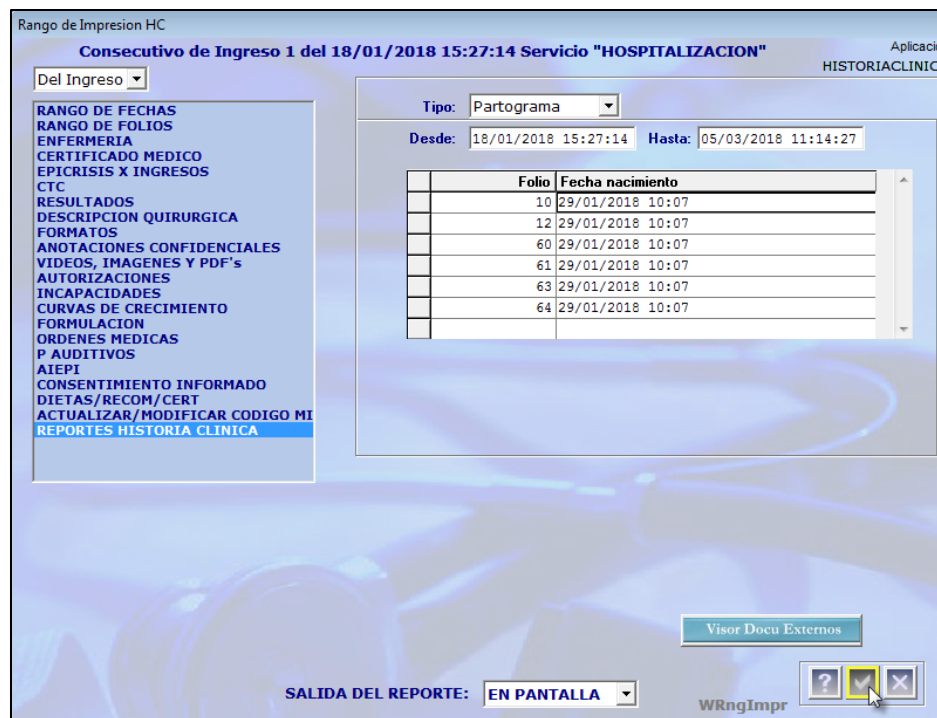 Rango de Impresion HC
Consecutivo de Ingreso 1 del 18/01/2018 15:27:14 Servicio "HOSPITALIZACION"
Aplicaci
HISTORIACLINIC
Del Ingreso
RANGO DE FECHAS
RANGO DE FOLIOS
ENFERMERIA
CERTIFICADO MEDICO
EPICRISIS X INGRESOS
CTC
RESULTADOS
DESCRIPCION QUIRURGICA
FORMATOS
ANOTACIONES CONFIDENCIALES
VIDEOS, IMAGENES Y PDF's
AUTORIZACIONES
INCAPACIDADES
CURVAS DE CRECIMIENTO
FORMULACION
ORDENES MEDICAS
P AUDITIVOS
AIEPI
CONSENTIMIENTO INFORMADO
DIETAS/RECOM/CERT
ACTUALIZAR/MODIFICAR CODIGO MI
REPORTES HISTORIA CLINICA
Tipo: Partograma
Desde: 18/01/2018 15:27:14 Hasta: 05/03/2018 11:14:27
Folio Fecha nacimiento
10 29/01/2018 10:07
12 29/01/2018 10:07
60 29/01/2018 10:07
61 29/01/2018 10:07
63 29/01/2018 10:07
64 29/01/2018 10:07
Visor Docu Externos
SALIDA DEL REPORTE: EN PANTALLA
WRngImpr
?